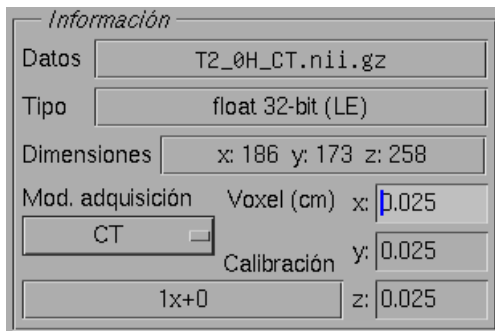 Información
Datos T2_0H_CT.nii.gz
Tipo float 32-bit (LE)
Dimensiones x: 186 y: 173 z: 258
Mod. adquisición Voxel (cm) x: 0.025
CT y: 0.025
Calibración
1x+0 z: 0.025